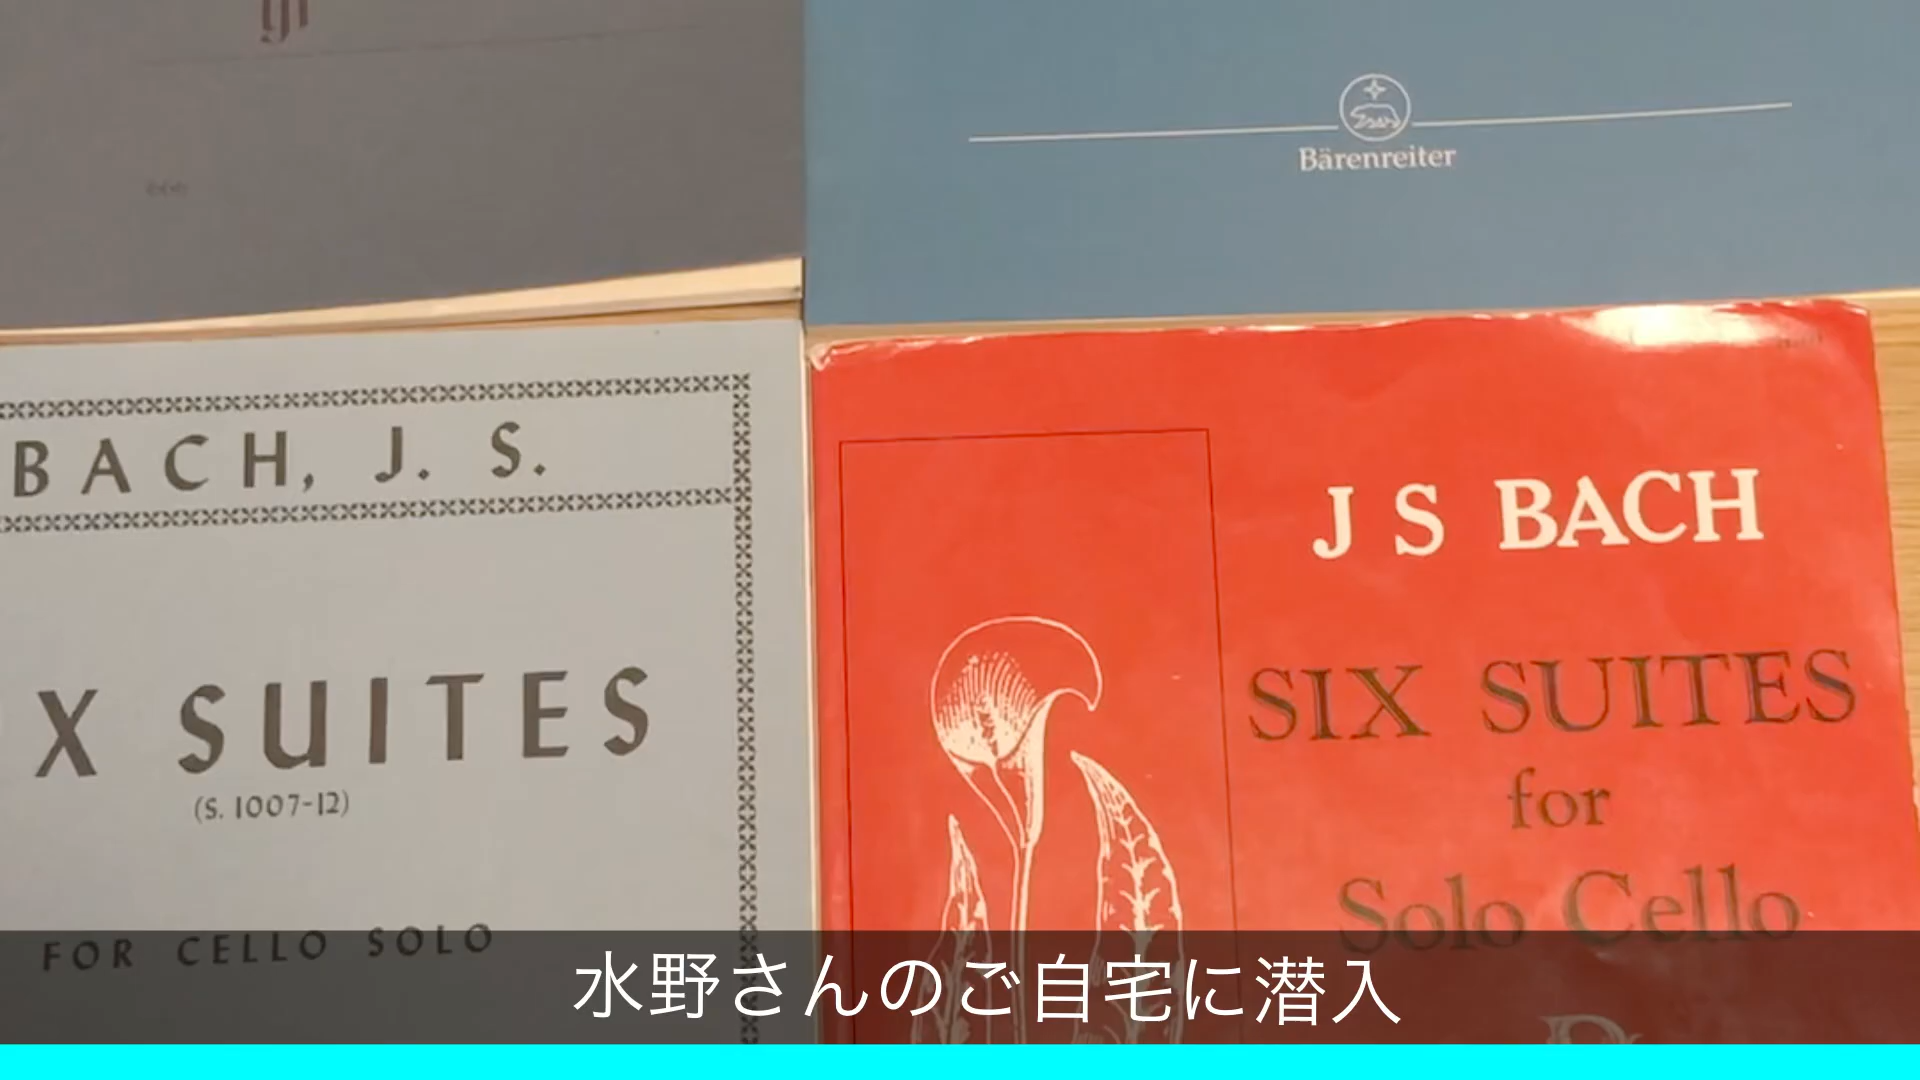 Bärenreiter
BACH, J. S.
X SUITES
(S. 1007-12)
FOR CELLO SOLO
J S BACH
SIX SUITES
for
Solo Cello
水野さんのご自宅に潜入